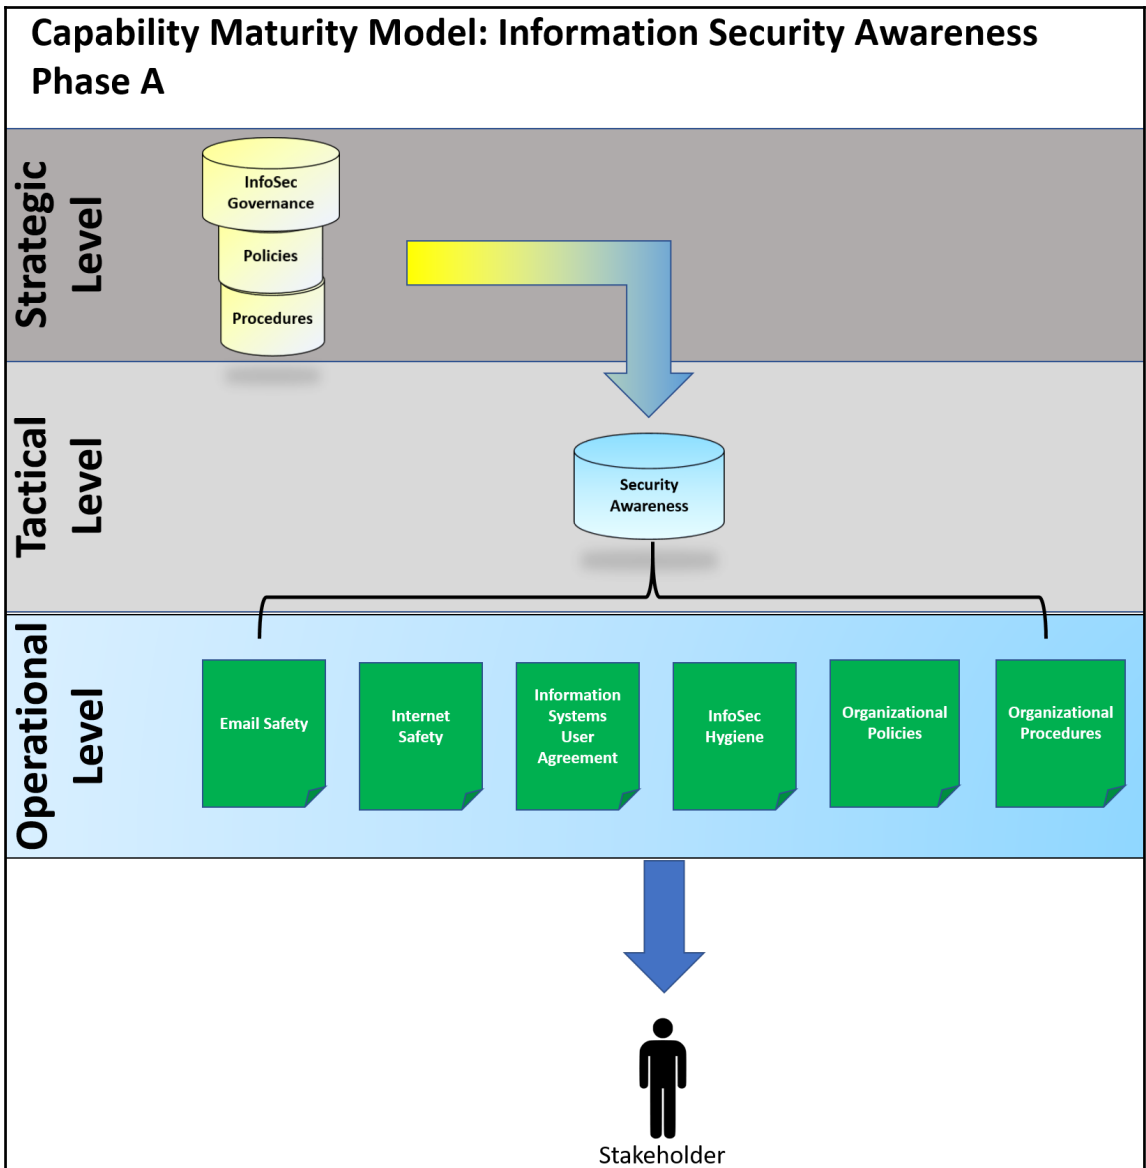 Capability Maturity Model: Information Security Awareness
Phase A
Strategic
Level
InfoSec
Governance
Policies
Procedures
Tactical
Level
Security
Awareness
Operational
Level
Email Safety
Internet
Safety
Information
Systems
User
Agreement
InfoSec
Hygiene
Organizational
Policies
Organizational
Procedures
Stakeholder